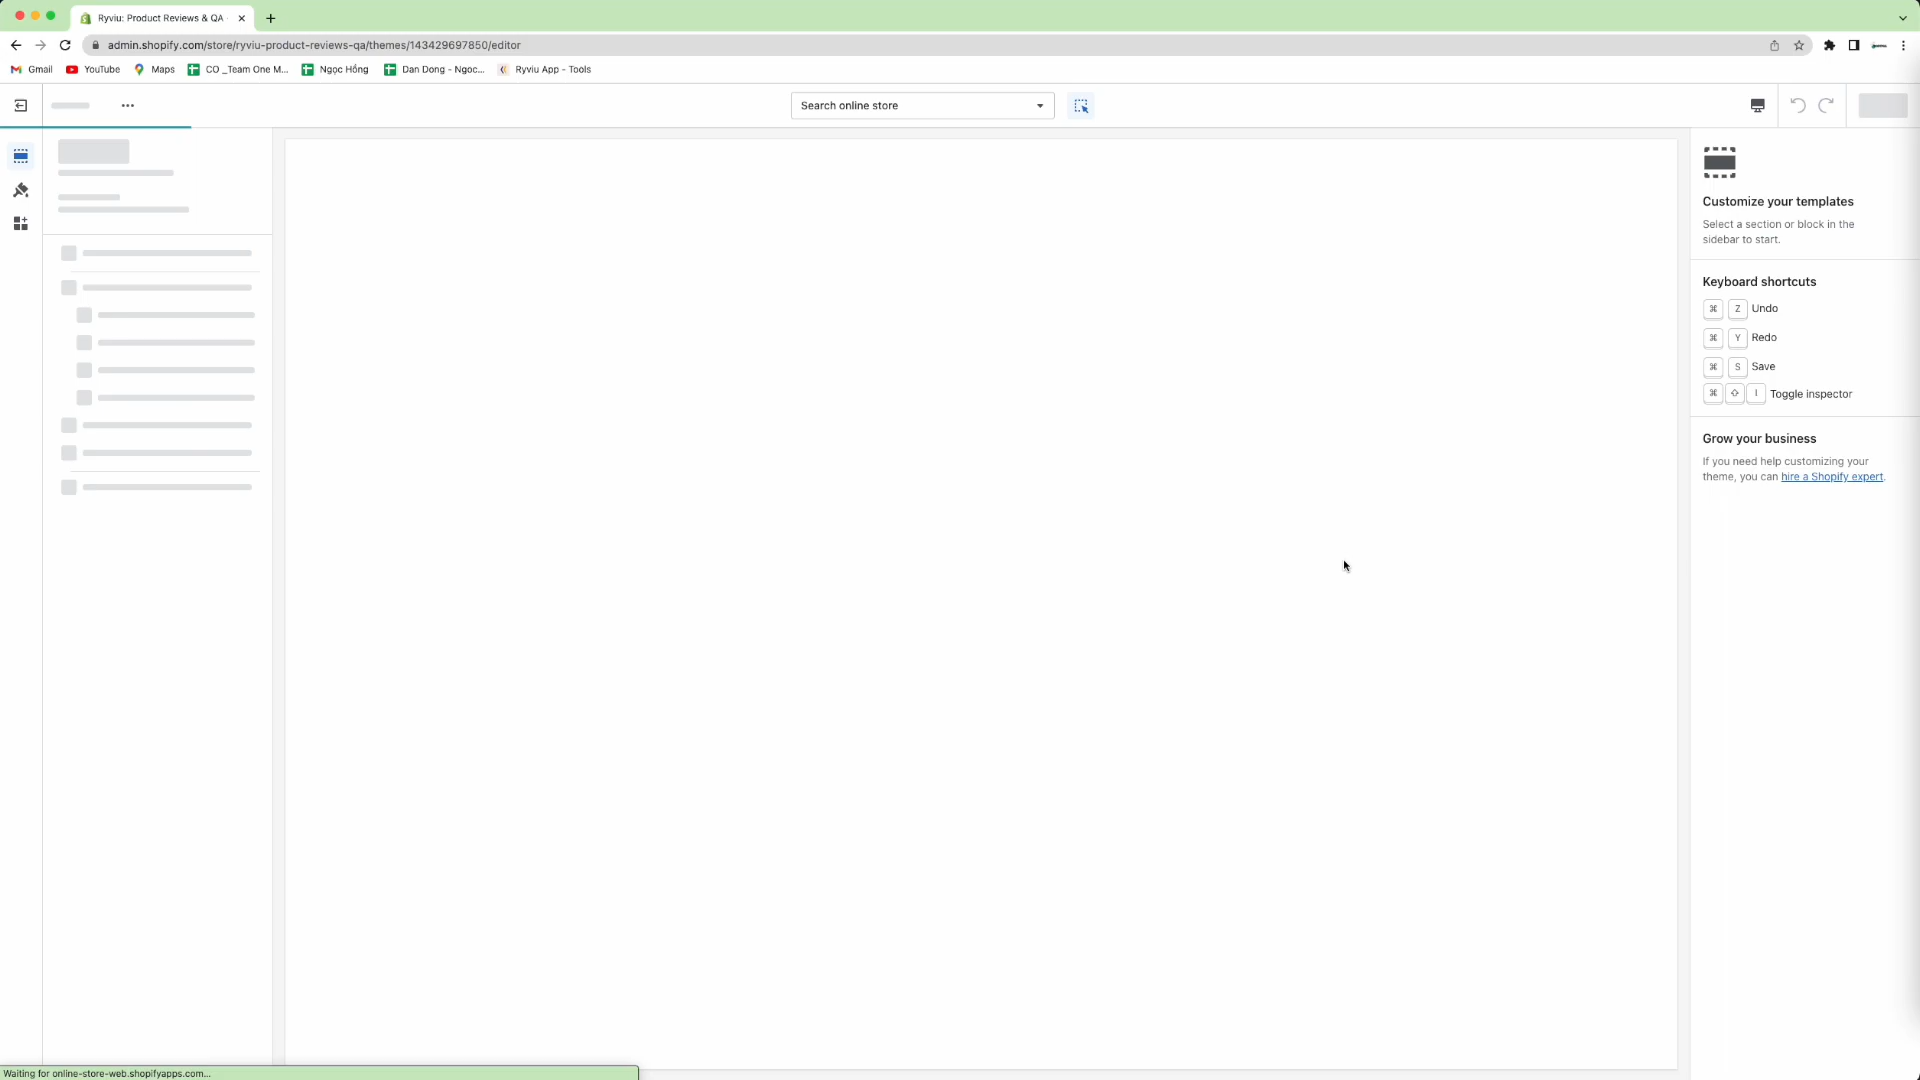 Ryviu: Product Reviews & QA
admin.shopify.com/store/ryviu-product-reviews-qa/themes/143429697850/editor
Gmail
YouTube
Maps
CO _Team One M...
Ngọc Hồng
Dan Dong - Ngoc...
Ryviu App - Tools
Search online store
Customize your templates
Select a section or block in the
sidebar to start.
Keyboard shortcuts
⌘ Z Undo
⌘ Y Redo
⌘ S Save
⌘ ⇧ I Toggle inspector
Grow your business
If you need help customizing your
theme, you can hire a Shopify expert.
Waiting for online-store-web.shopifyapps.com...